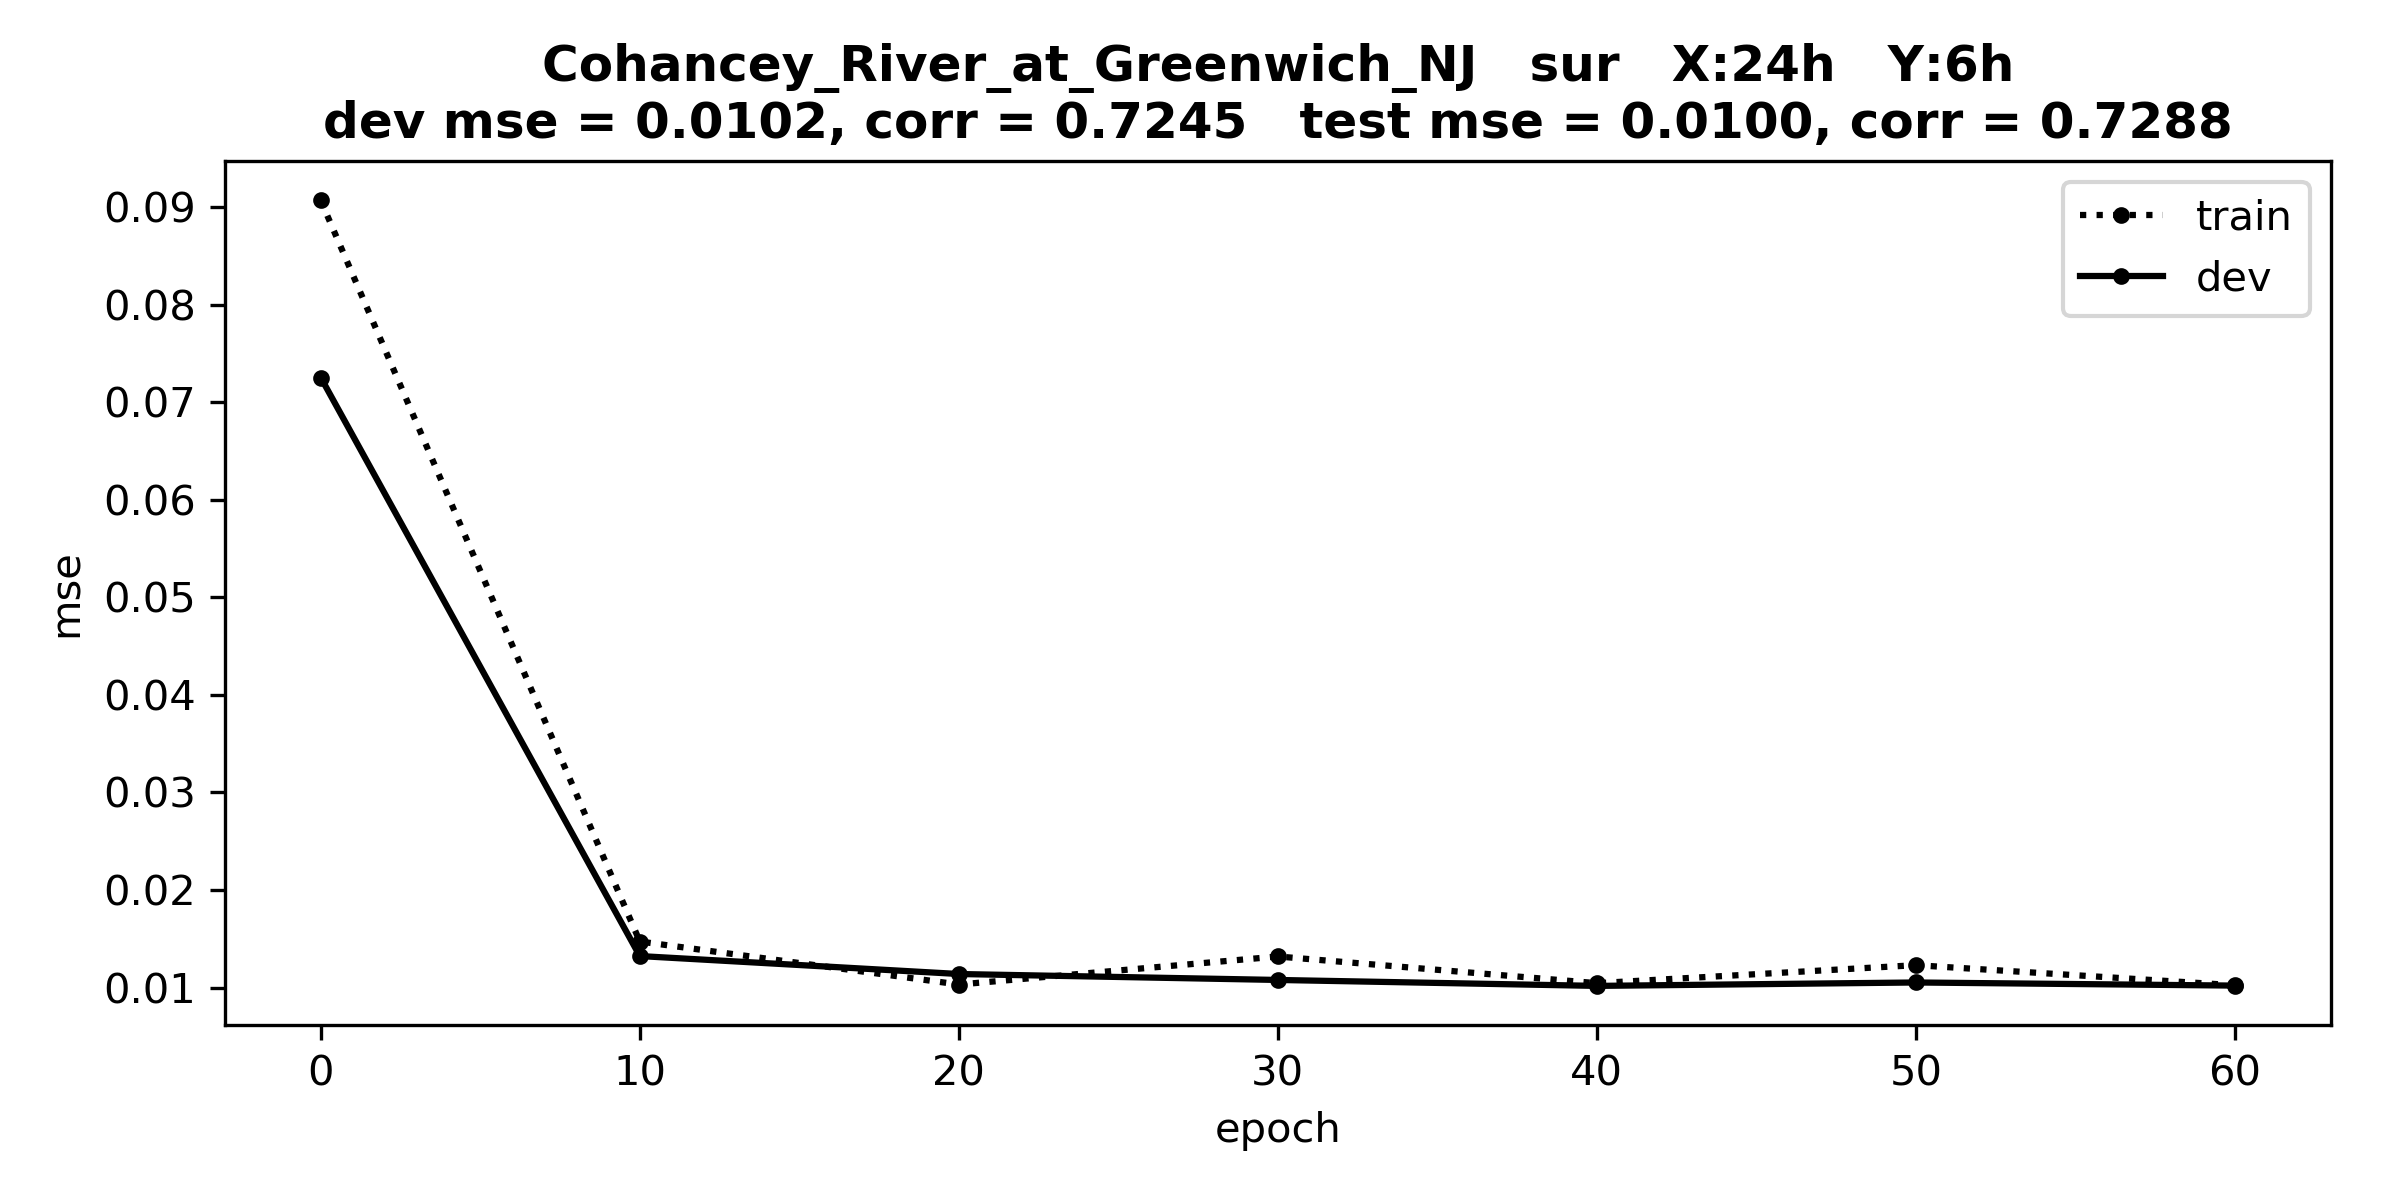 Cohancey_River_at_Greenwich_NJ   sur   X:24h   Y:6h
dev mse = 0.0102, corr = 0.7245   test mse = 0.0100, corr = 0.7288
train
dev
0.09
0.08
0.07
0.06
0.05
0.04
0.03
0.02
0.01
mse
0 10 20 30 40 50 60
epoch